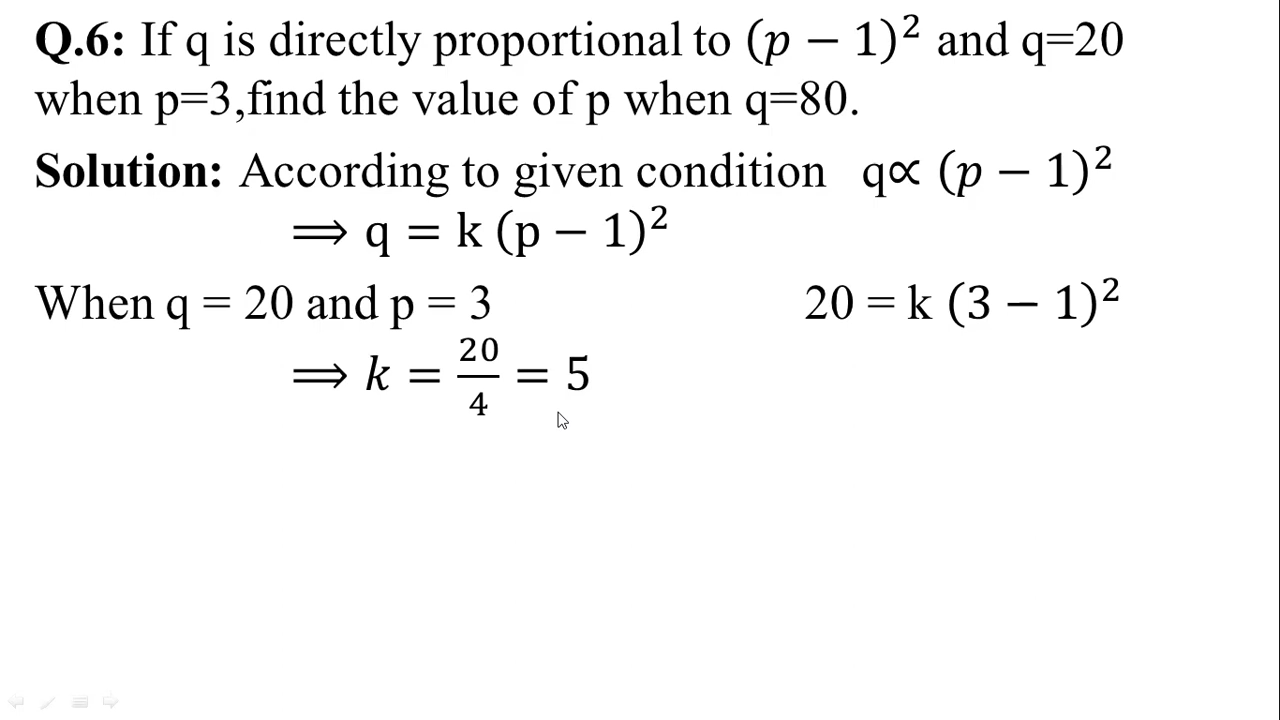 Q.6: If q is directly proportional to (p − 1)² and q=20
when p=3,find the value of p when q=80.
Solution: According to given condition q∝ (p − 1)²
⟹ q = k (p − 1)²
When q = 20 and p = 3 20 = k (3 − 1)²
⟹ k = 20/4 = 5